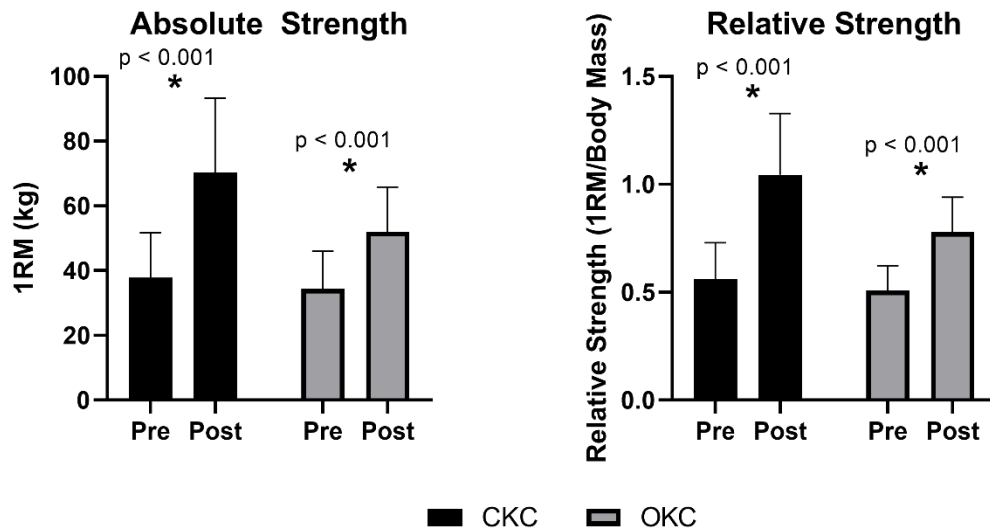 Absolute Strength
p < 0.001
*
p < 0.001
*
1RM (kg)
100
80
60
40
20
0
Pre
Post
Pre
Post
Relative Strength
p < 0.001
*
p < 0.001
*
Relative Strength (1RM/Body Mass)
1.5
1.0
0.5
0.0
Pre
Post
Pre
Post
CKC
OKC